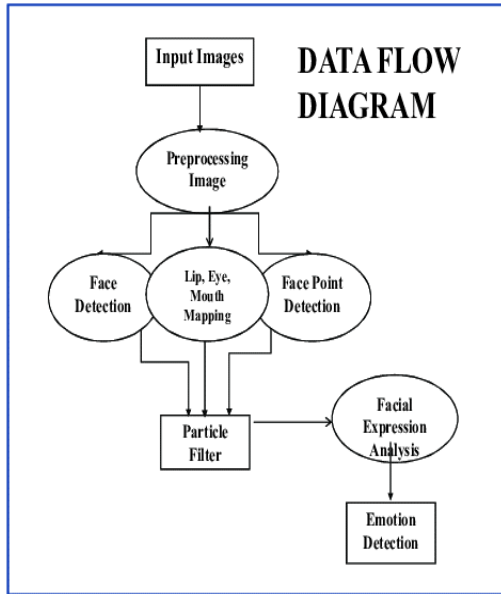 Input Images
DATA FLOW
DIAGRAM
Preprocessing
Image
Face
Detection
Lip, Eye,
Mouth
Mapping
Face Point
Detection
Particle
Filter
Facial
Expression
Analysis
Emotion
Detection